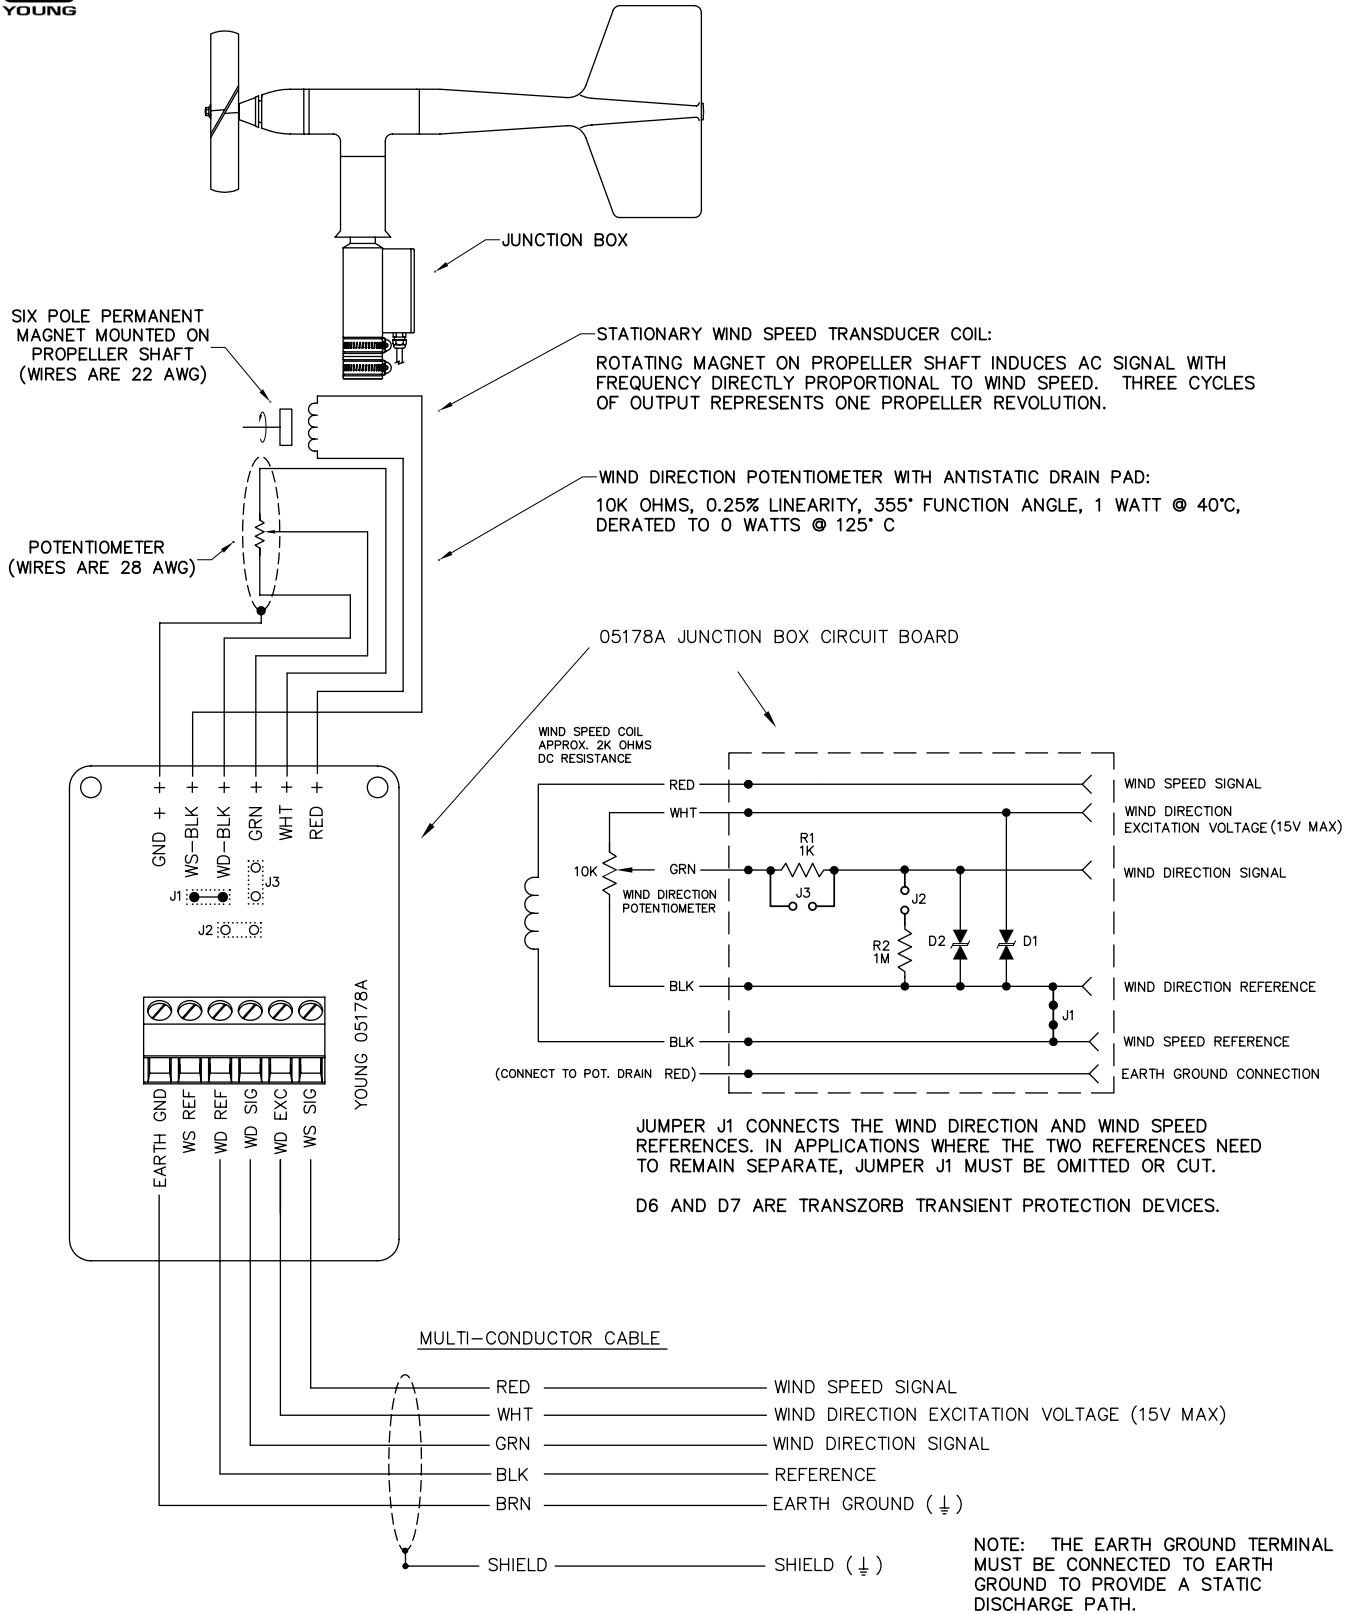 YOUNG
JUNCTION BOX
SIX POLE PERMANENT
MAGNET MOUNTED ON
PROPELLER SHAFT
(WIRES ARE 22 AWG)
STATIONARY WIND SPEED TRANSDUCER COIL:
ROTATING MAGNET ON PROPELLER SHAFT INDUCES AC SIGNAL WITH
FREQUENCY DIRECTLY PROPORTIONAL TO WIND SPEED. THREE CYCLES
OF OUTPUT REPRESENTS ONE PROPELLER REVOLUTION.
WIND DIRECTION POTENTIOMETER WITH ANTISTATIC DRAIN PAD:
10K OHMS, 0.25% LINEARITY, 355° FUNCTION ANGLE, 1 WATT @ 40°C,
DERATED TO 0 WATTS @ 125° C
POTENTIOMETER
(WIRES ARE 28 AWG)
05178A JUNCTION BOX CIRCUIT BOARD
GND +
WS-BLK +
WD-BLK +
GRN +
WHT +
RED +
J3
J1
J2
YOUNG 05178A
EARTH GND
WS REF
WD REF
WD SIG
WD EXC
WS SIG
WIND SPEED COIL
APPROX. 2K OHMS
DC RESISTANCE
RED
WIND SPEED SIGNAL
WHT
WIND DIRECTION
EXCITATION VOLTAGE (15V MAX)
R1
1K
10K
GRN
WIND DIRECTION SIGNAL
J3
WIND DIRECTION
POTENTIOMETER
J2
R2
1M
D2
D1
BLK
WIND DIRECTION REFERENCE
J1
BLK
WIND SPEED REFERENCE
(CONNECT TO POT. DRAIN RED)
EARTH GROUND CONNECTION
JUMPER J1 CONNECTS THE WIND DIRECTION AND WIND SPEED
REFERENCES. IN APPLICATIONS WHERE THE TWO REFERENCES NEED
TO REMAIN SEPARATE, JUMPER J1 MUST BE OMITTED OR CUT.
D6 AND D7 ARE TRANSZORB TRANSIENT PROTECTION DEVICES.
MULTI-CONDUCTOR CABLE
RED WIND SPEED SIGNAL
WHT WIND DIRECTION EXCITATION VOLTAGE (15V MAX)
GRN WIND DIRECTION SIGNAL
BLK REFERENCE
BRN EARTH GROUND (⏚)
SHIELD SHIELD (⏚)
NOTE: THE EARTH GROUND TERMINAL
MUST BE CONNECTED TO EARTH
GROUND TO PROVIDE A STATIC
DISCHARGE PATH.